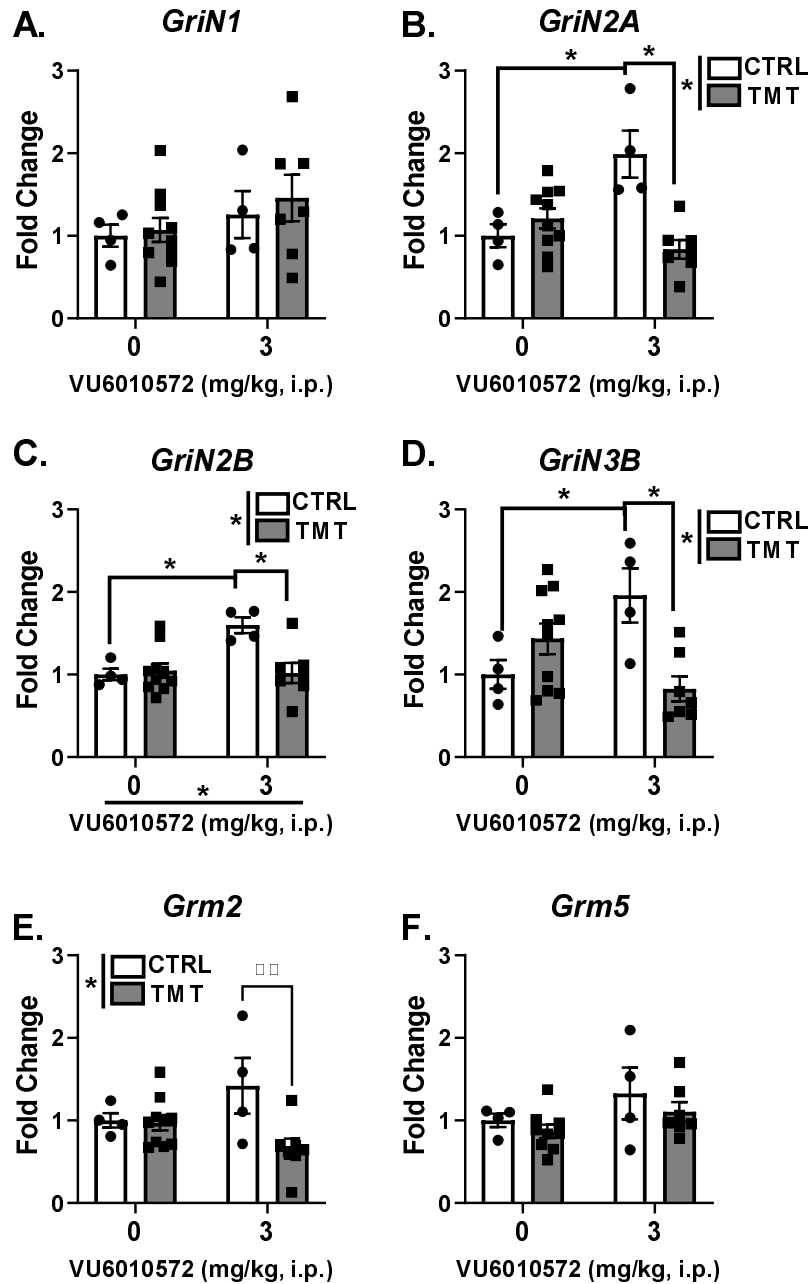 A. GriN1
3
2
1
0
Fold Change
0 3
VU6010572 (mg/kg, i.p.)
B. GriN2A
* *
* CTRL
TMT
3
2
1
0
Fold Change
0 3
VU6010572 (mg/kg, i.p.)
C. GriN2B
* CTRL
TMT
* *
3
2
1
0
Fold Change
0 3
*
VU6010572 (mg/kg, i.p.)
D. GriN3B
* *
* CTRL
TMT
3
2
1
0
Fold Change
0 3
VU6010572 (mg/kg, i.p.)
E. Grm2
* CTRL
TMT
3
2
1
0
Fold Change
0 3
VU6010572 (mg/kg, i.p.)
F. Grm5
3
2
1
0
Fold Change
0 3
VU6010572 (mg/kg, i.p.)